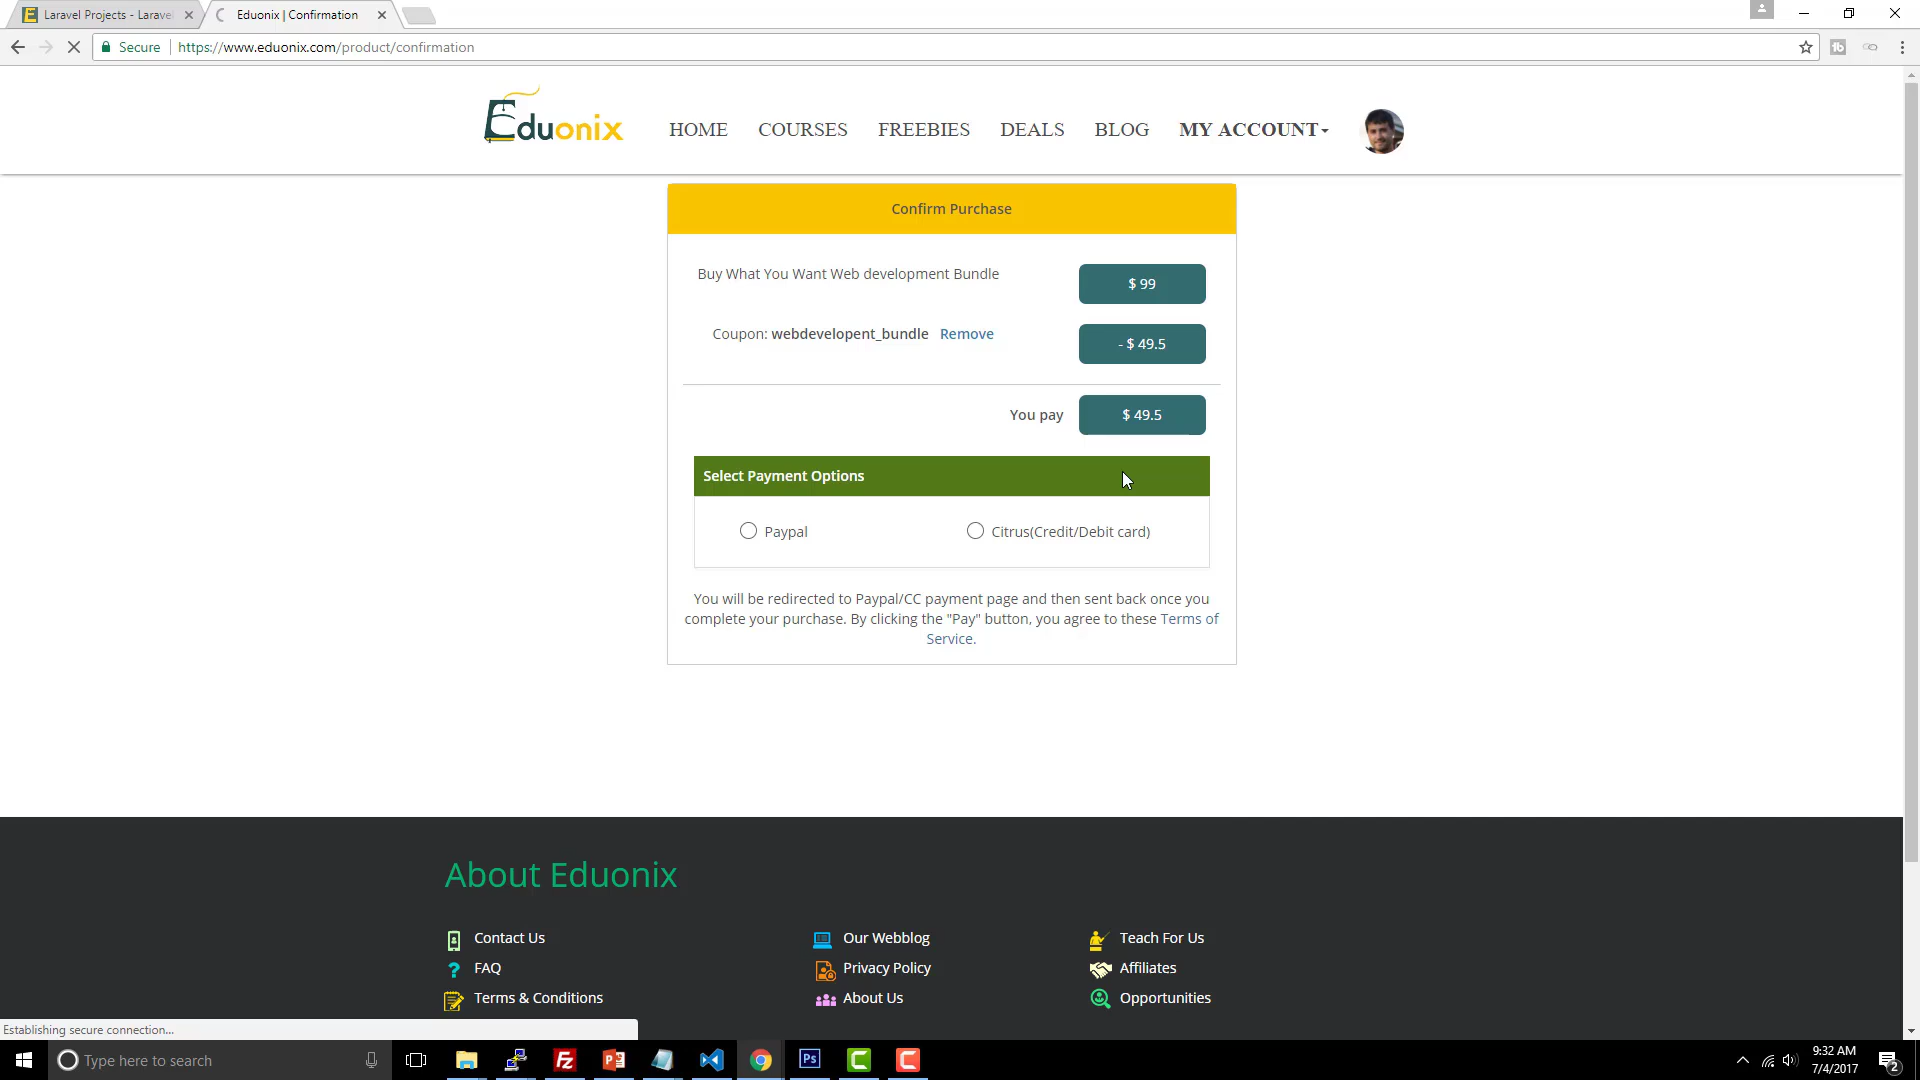 Laravel Projects - Larave
Eduonix | Confirmation
Secure
https://www.eduonix.com/product/confirmation
Eduonix
HOME
COURSES
FREEBIES
DEALS
BLOG
MY ACCOUNT
Confirm Purchase
Buy What You Want Web development Bundle
$ 99
Coupon: webdevelopent_bundle Remove
- $ 49.5
You pay
$ 49.5
Select Payment Options
Paypal
Citrus(Credit/Debit card)
You will be redirected to Paypal/CC payment page and then sent back once you
complete your purchase. By clicking the "Pay" button, you agree to these Terms of
Service.
About Eduonix
Contact Us
Our Webblog
Teach For Us
FAQ
Privacy Policy
Affiliates
Terms & Conditions
About Us
Opportunities
Establishing secure connection...
Type here to search
9:32 AM
7/4/2017
2